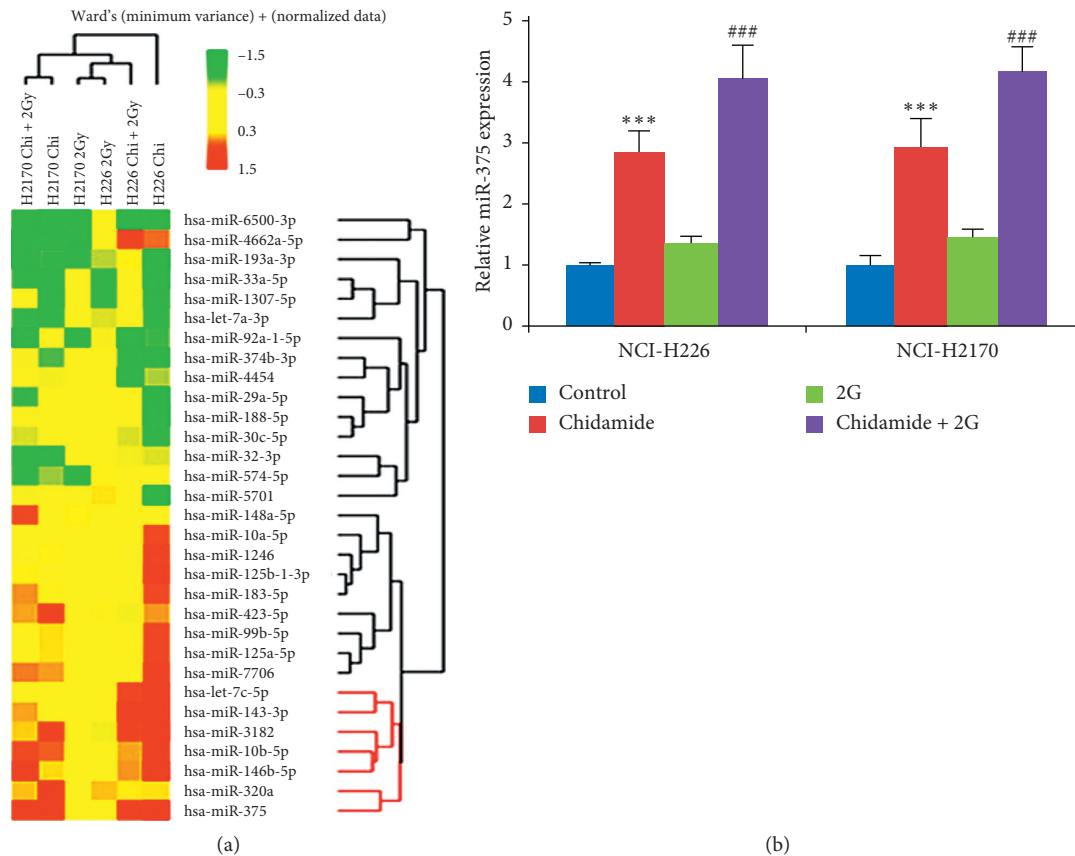 Ward's (minimum variance) + (normalized data)
−1.5
−0.3
0.3
1.5
H2170 Chi + 2Gy
H2170 Chi
H2170 2Gy
H226 2Gy
H226 Chi + 2Gy
H226 Chi
hsa-miR-6500-3p
hsa-miR-4662a-5p
hsa-miR-193a-3p
hsa-miR-33a-5p
hsa-miR-1307-5p
hsa-let-7a-3p
hsa-miR-92a-1-5p
hsa-miR-374b-3p
hsa-miR-4454
hsa-miR-29a-5p
hsa-miR-188-5p
hsa-miR-30c-5p
hsa-miR-32-3p
hsa-miR-574-5p
hsa-miR-5701
hsa-miR-148a-5p
hsa-miR-10a-5p
hsa-miR-1246
hsa-miR-125b-1-3p
hsa-miR-183-5p
hsa-miR-423-5p
hsa-miR-99b-5p
hsa-miR-125a-5p
hsa-miR-7706
hsa-let-7c-5p
hsa-miR-143-3p
hsa-miR-3182
hsa-miR-10b-5p
hsa-miR-146b-5p
hsa-miR-320a
hsa-miR-375
(a)
Relative miR-375 expression
5
4
3
2
1
0
***
###
***
###
NCI-H226
NCI-H2170
Control
2G
Chidamide
Chidamide + 2G
(b)